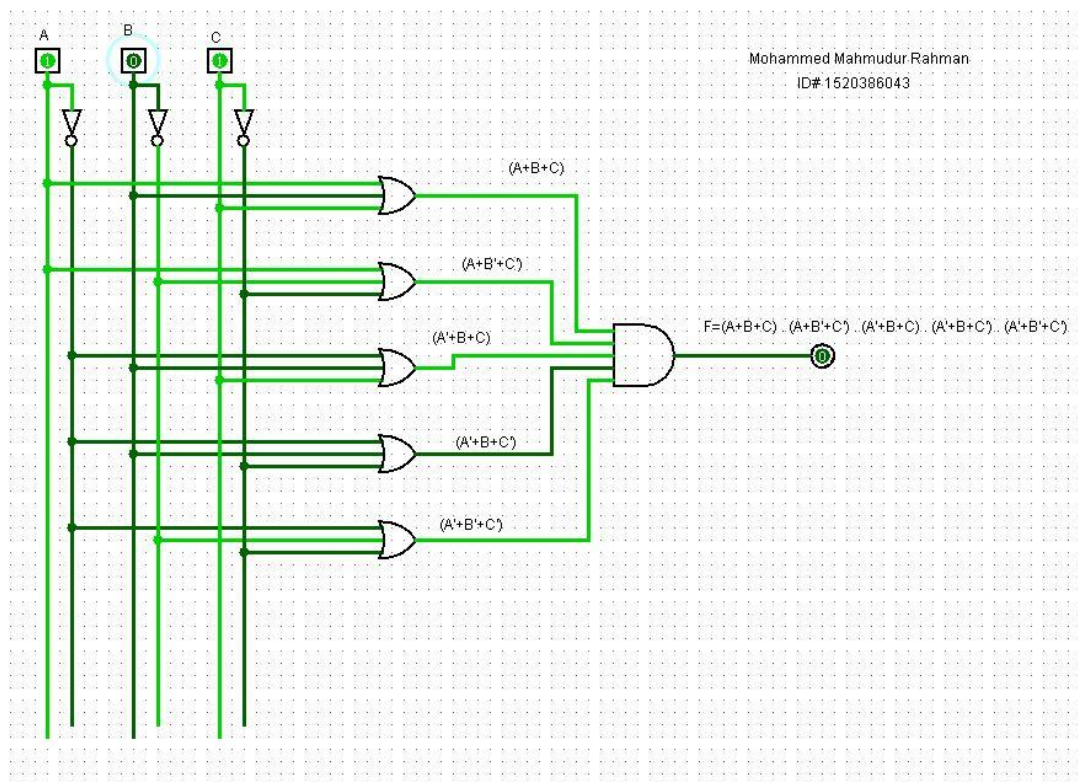 A
B
C
1
0
1
Mohammed Mahmudur Rahman
ID# 1520386043
(A+B+C)
(A+B'+C')
F=(A+B+C) . (A+B'+C') . (A'+B+C) . (A'+B+C') . (A'+B'+C')
(A'+B+C)
0
(A'+B+C')
(A'+B'+C')